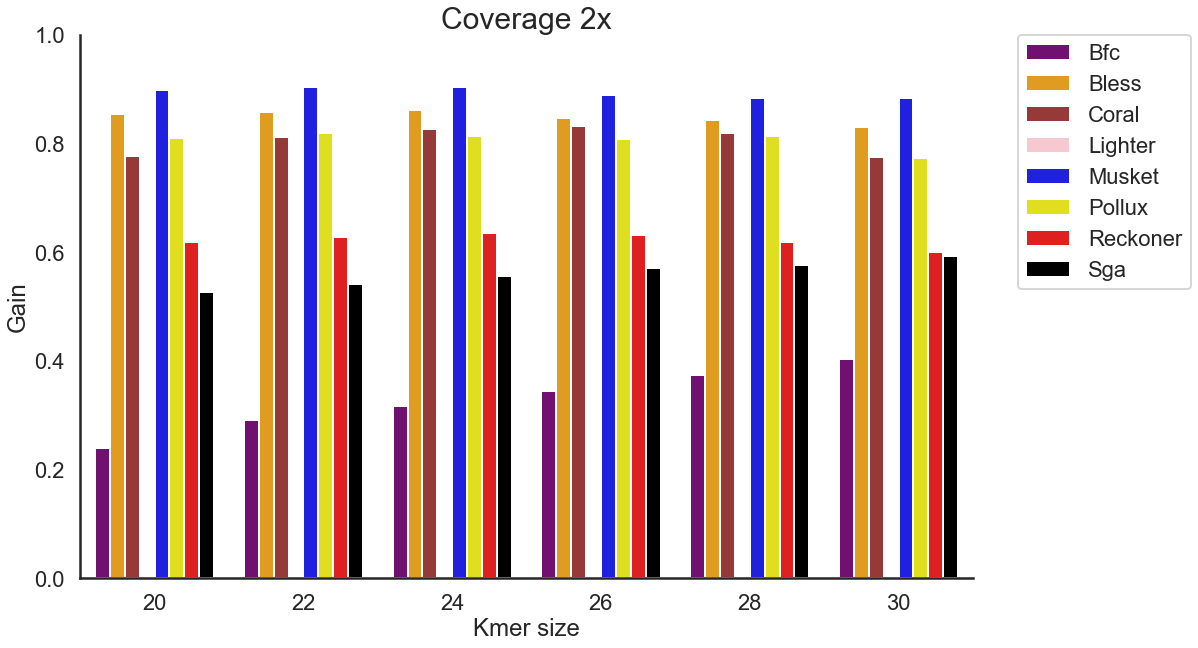 Coverage 2x
1.0
0.8
0.6
0.4
0.2
0.0
Gain
20 22 24 26 28 30
Kmer size
Bfc
Bless
Coral
Lighter
Musket
Pollux
Reckoner
Sga